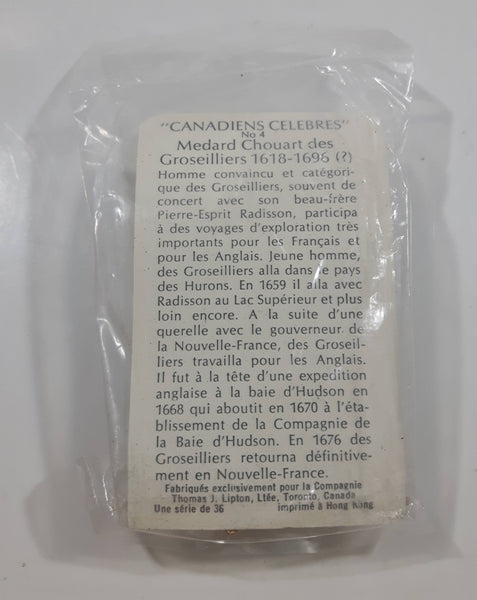 "CANADIENS CELEBRES"
No 4
Medard Chouart des
Groseilliers 1618-1696 (?)
Homme convaincu et catégori-
que des Groseilliers, souvent de
concert avec son beau-frère
Pierre-Esprit Radisson, participa
à des voyages d'exploration très
importants pour les Français et
pour les Anglais. Jeune homme,
des Groseilliers alla dans le pays
des Hurons. En 1659 il alla avec
Radisson au Lac Supérieur et plus
loin encore. A la suite d'une
querelle avec le gouverneur de
la Nouvelle-France, des Groseil-
liers travailla pour les Anglais.
Il fut à la tête d'une expedition
anglaise à la baie d'Hudson en
1668 qui aboutit en 1670 à l'éta-
blissement de la Compagnie de
la Baie d'Hudson. En 1676 des
Groseilliers retourna définitive-
ment en Nouvelle-France.
Fabriqués exclusivement pour la Compagnie
Thomas J. Lipton, Ltée, Toronto, Canada
Une série de 36 imprimé à Hong Kong